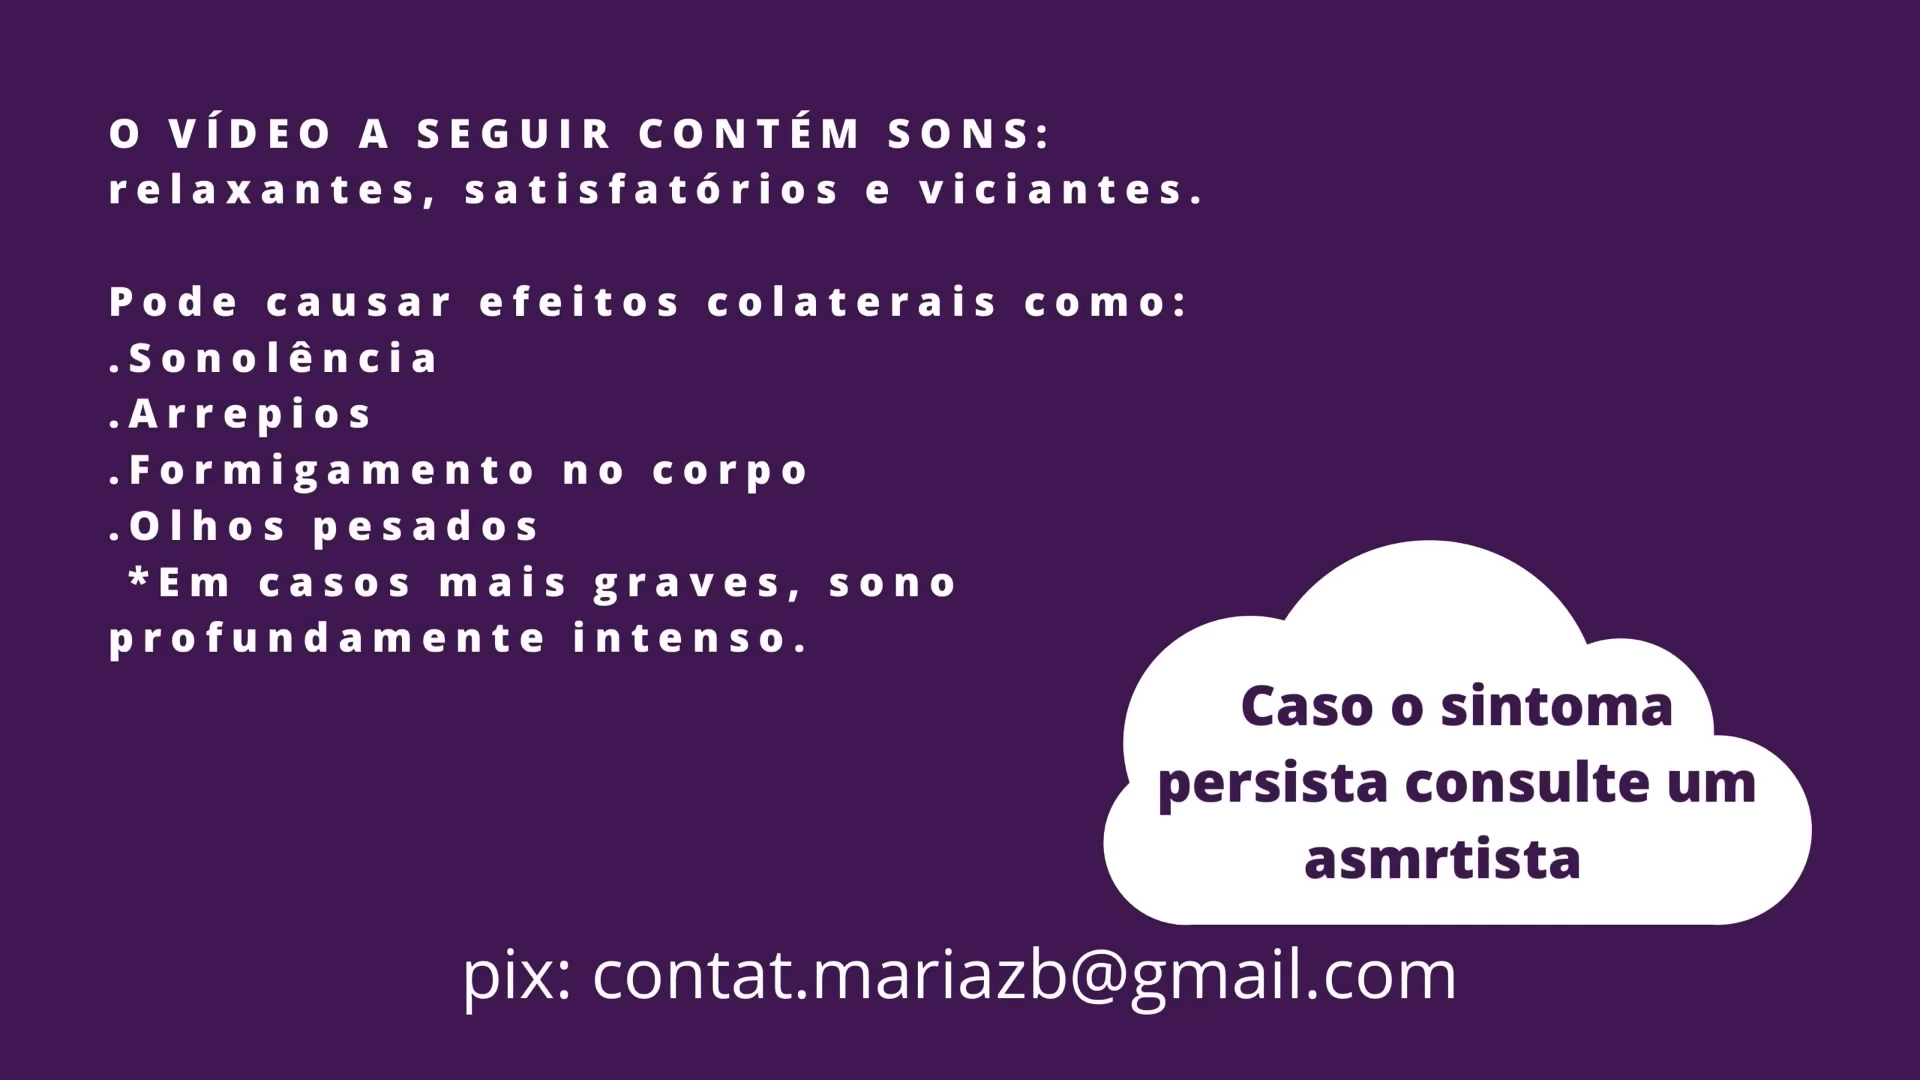 O VÍDEO A SEGUIR CONTÉM SONS:
relaxantes, satisfatórios e viciantes.
Pode causar efeitos colaterais como:
.Sonolência
.Arrepios
.Formigamento no corpo
.Olhos pesados
*Em casos mais graves, sono
profundamente intenso.
Caso o sintoma
persista consulte um
asmrtista
pix: contat.mariazb@gmail.com